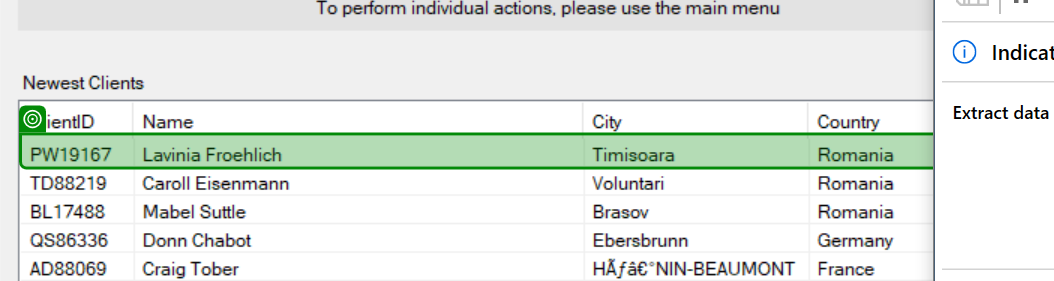 To perform individual actions, please use the main menu
Indicat
Newest Clients
Extract data
ientID Name City Country
PW19167 Lavinia Froehlich Timisoara Romania
TD88219 Caroll Eisenmann Voluntari Romania
BL17488 Mabel Suttle Brasov Romania
QS86336 Donn Chabot Ebersbrunn Germany
AD88069 Craig Tober HÃƒâ€°NIN-BEAUMONT France